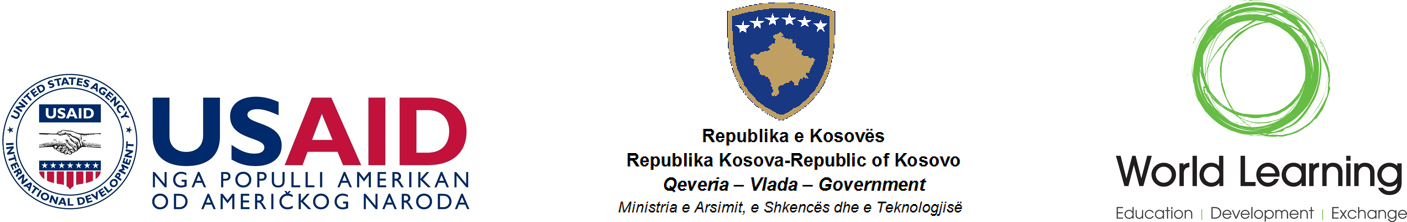 UNITED STATES AGENCY
USAID
INTERNATIONAL DEVELOPMENT
USAID
NGA POPULLI AMERIKAN
OD AMERIČKOG NARODA
Republika e Kosovës
Republika Kosova-Republic of Kosovo
Qeveria – Vlada – Government
Ministria e Arsimit, e Shkencës dhe e Teknologjisë
World Learning
Education | Development | Exchange